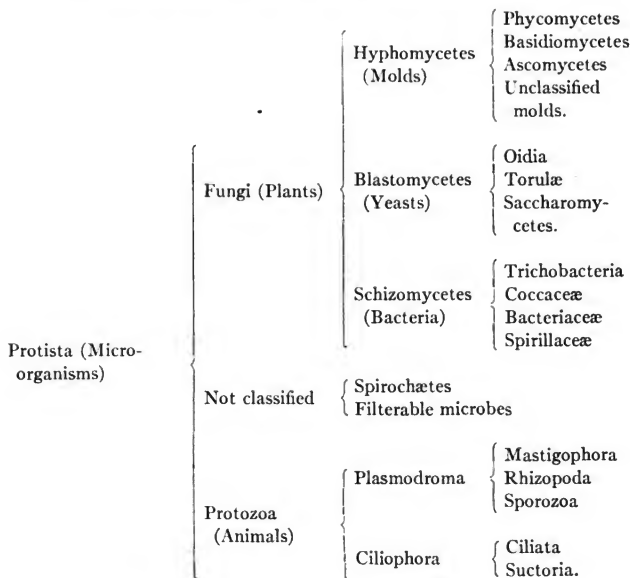 Protista (Micro-
organisms)
Fungi (Plants)
Hyphomycetes
(Molds)
Phycomycetes
Basidiomycetes
Ascomycetes
Unclassified
molds.
Blastomycetes
(Yeasts)
Oidia
Torulæ
Saccharomy-
cetes.
Schizomycetes
(Bacteria)
Trichobacteria
Coccaceæ
Bacteriaceæ
Spirillaceæ
Not classified
Spirochætes
Filterable microbes
Protozoa
(Animals)
Plasmodroma
Mastigophora
Rhizopoda
Sporozoa
Ciliophora
Ciliata
Suctoria.